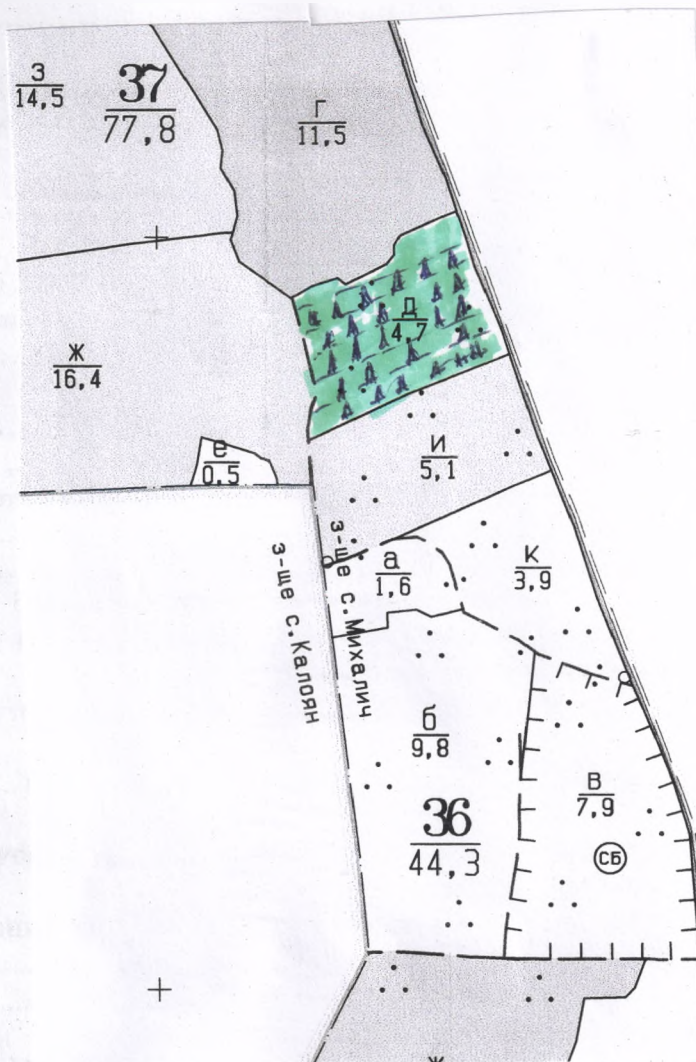 З
14,5
37
77,8
Г
11,5
Д
4,7
Ж
16,4
е
0,5
И
5,1
з-ще с.Калоян
з-ще с.Михалич
а
1,6
К
3,9
б
9,8
36
44,3
В
7,9
СБ